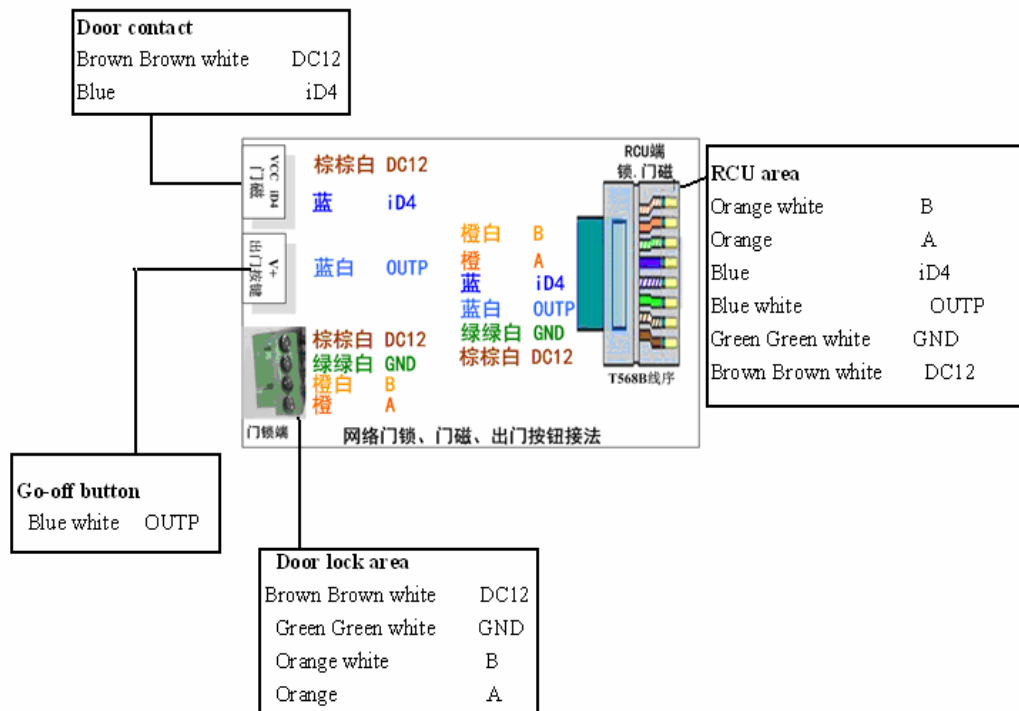 Door contact
Brown Brown white DC12
Blue iD4
VCC iD4
门磁
棕棕白 DC12
蓝 iD4
V+
出门按键
蓝白 OUTP
RCU端
锁.门磁
橙白 B
橙 A
蓝 iD4
蓝白 OUTP
绿绿白 GND
棕棕白 DC12
T568B线序
棕棕白 DC12
绿绿白 GND
橙白 B
橙 A
门锁端
网络门锁、门磁、出门按钮接法
RCU area
Orange white B
Orange A
Blue iD4
Blue white OUTP
Green Green white GND
Brown Brown white DC12
Go-off button
Blue white OUTP
Door lock area
Brown Brown white DC12
Green Green white GND
Orange white B
Orange A